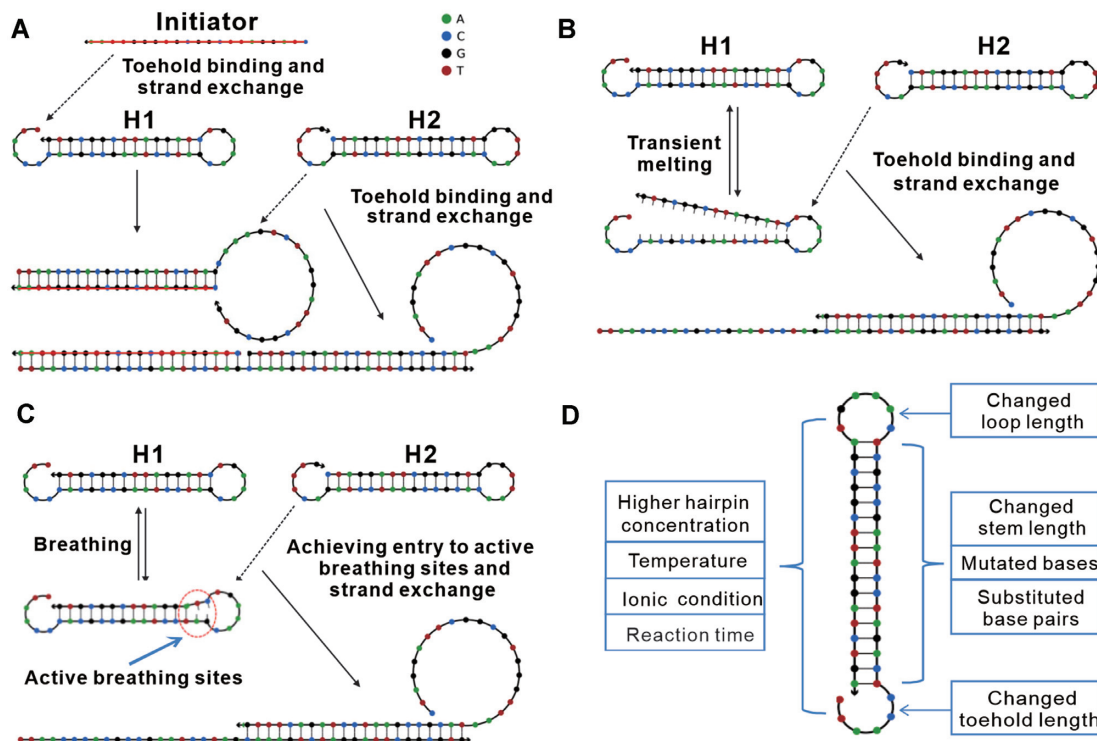 A
Initiator
A
C
G
T
Toehold binding and
strand exchange
H1
H2
Toehold binding and
strand exchange
B
H1
H2
Transient
melting
Toehold binding and
strand exchange
C
H1
H2
Breathing
Achieving entry to active
breathing sites and
strand exchange
Active breathing sites
D
Changed
loop length
Higher hairpin
concentration
Temperature
Ionic condition
Reaction time
Changed
stem length
Mutated bases
Substituted
base pairs
Changed
toehold length